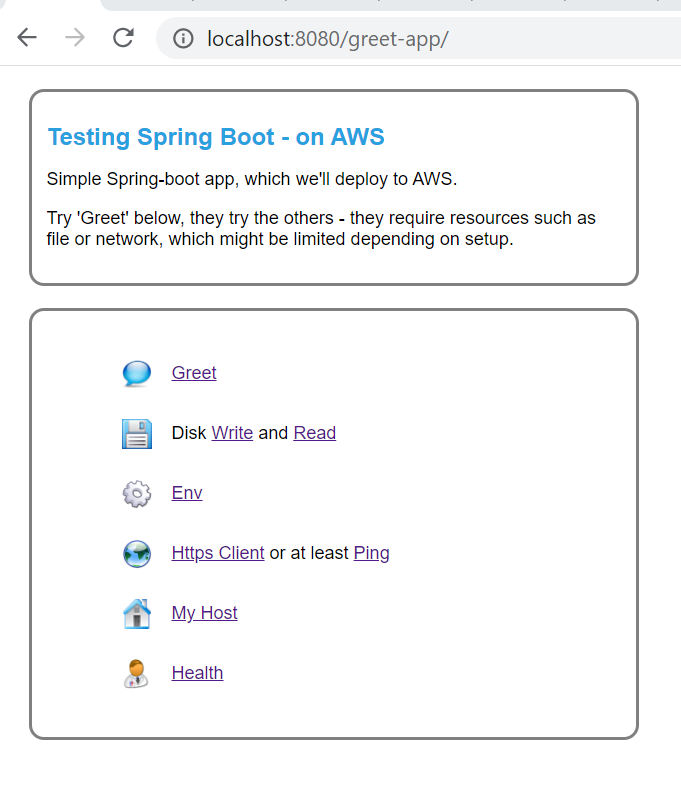 localhost:8080/greet-app/
Testing Spring Boot - on AWS
Simple Spring-boot app, which we'll deploy to AWS.
Try 'Greet' below, they try the others - they require resources such as
file or network, which might be limited depending on setup.
Greet
Disk Write and Read
Env
Https Client or at least Ping
My Host
Health